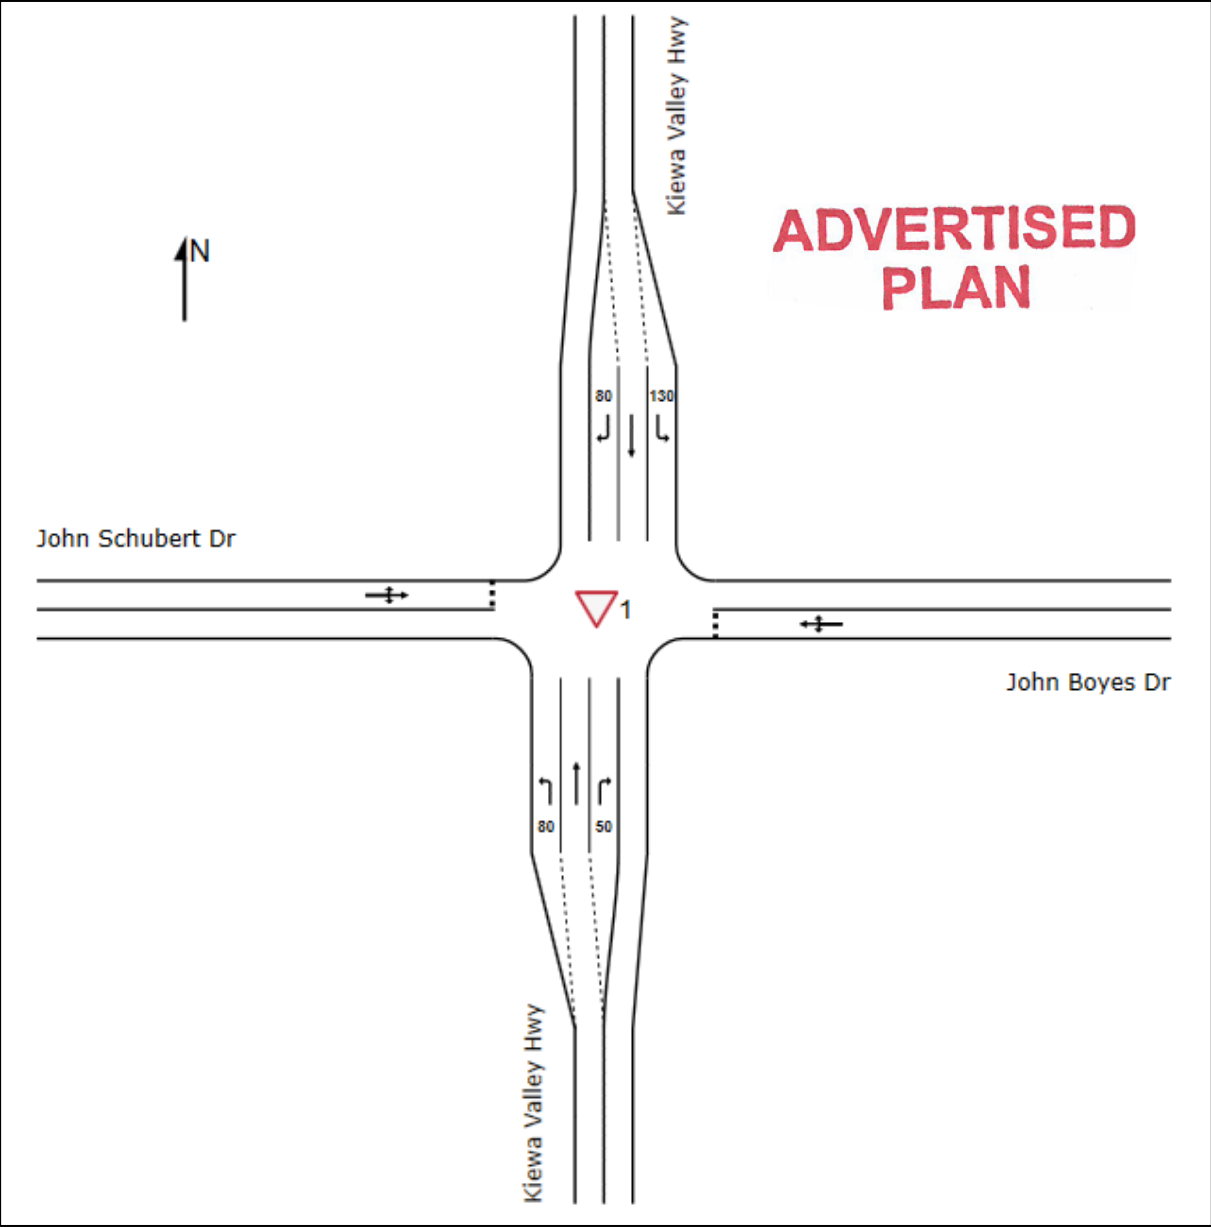 Kiewa Valley Hwy
ADVERTISED
PLAN
N
80
130
John Schubert Dr
1
John Boyes Dr
80
50
Kiewa Valley Hwy